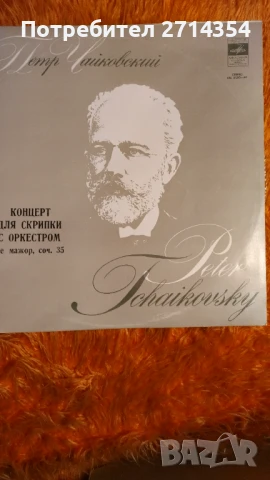 Потребител 2714354
Петр Чайковский
КОНЦЕРТ
ДЛЯ СКРИПКИ
С ОРКЕСТРОМ
ре мажор, соч. 35
Peter
Tchaikovsky
BAZAR